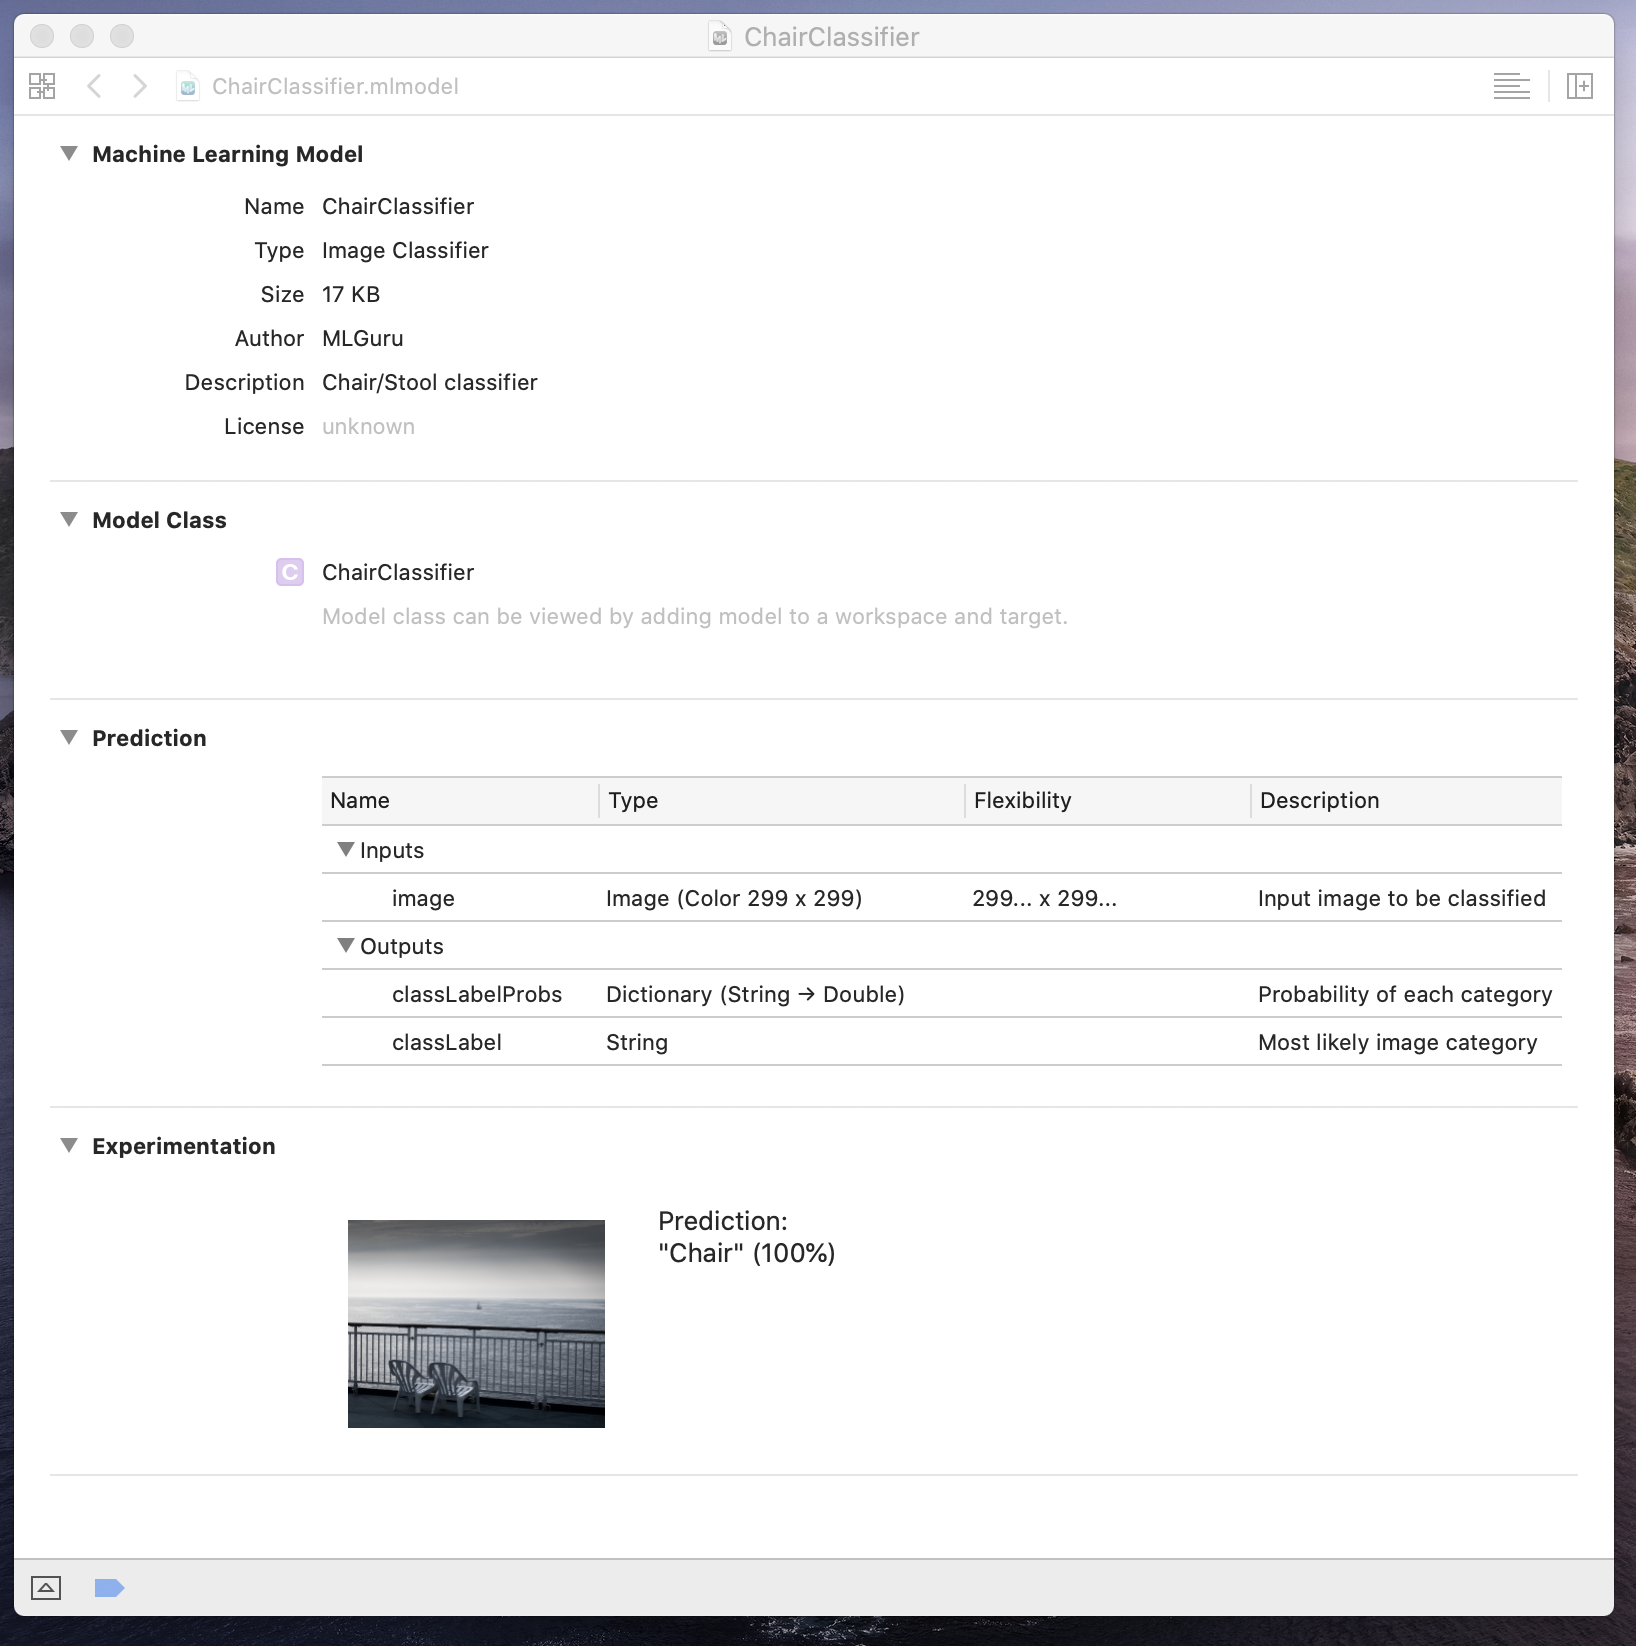 ChairClassifier
ChairClassifier.mlmodel
Machine Learning Model
Name ChairClassifier
Type Image Classifier
Size 17 KB
Author MLGuru
Description Chair/Stool classifier
License unknown
Model Class
C ChairClassifier
Model class can be viewed by adding model to a workspace and target.
Prediction
Name Type Flexibility Description
Inputs
image Image (Color 299 x 299) 299... x 299... Input image to be classified
Outputs
classLabelProbs Dictionary (String → Double) Probability of each category
classLabel String Most likely image category
Experimentation
Prediction:
"Chair" (100%)